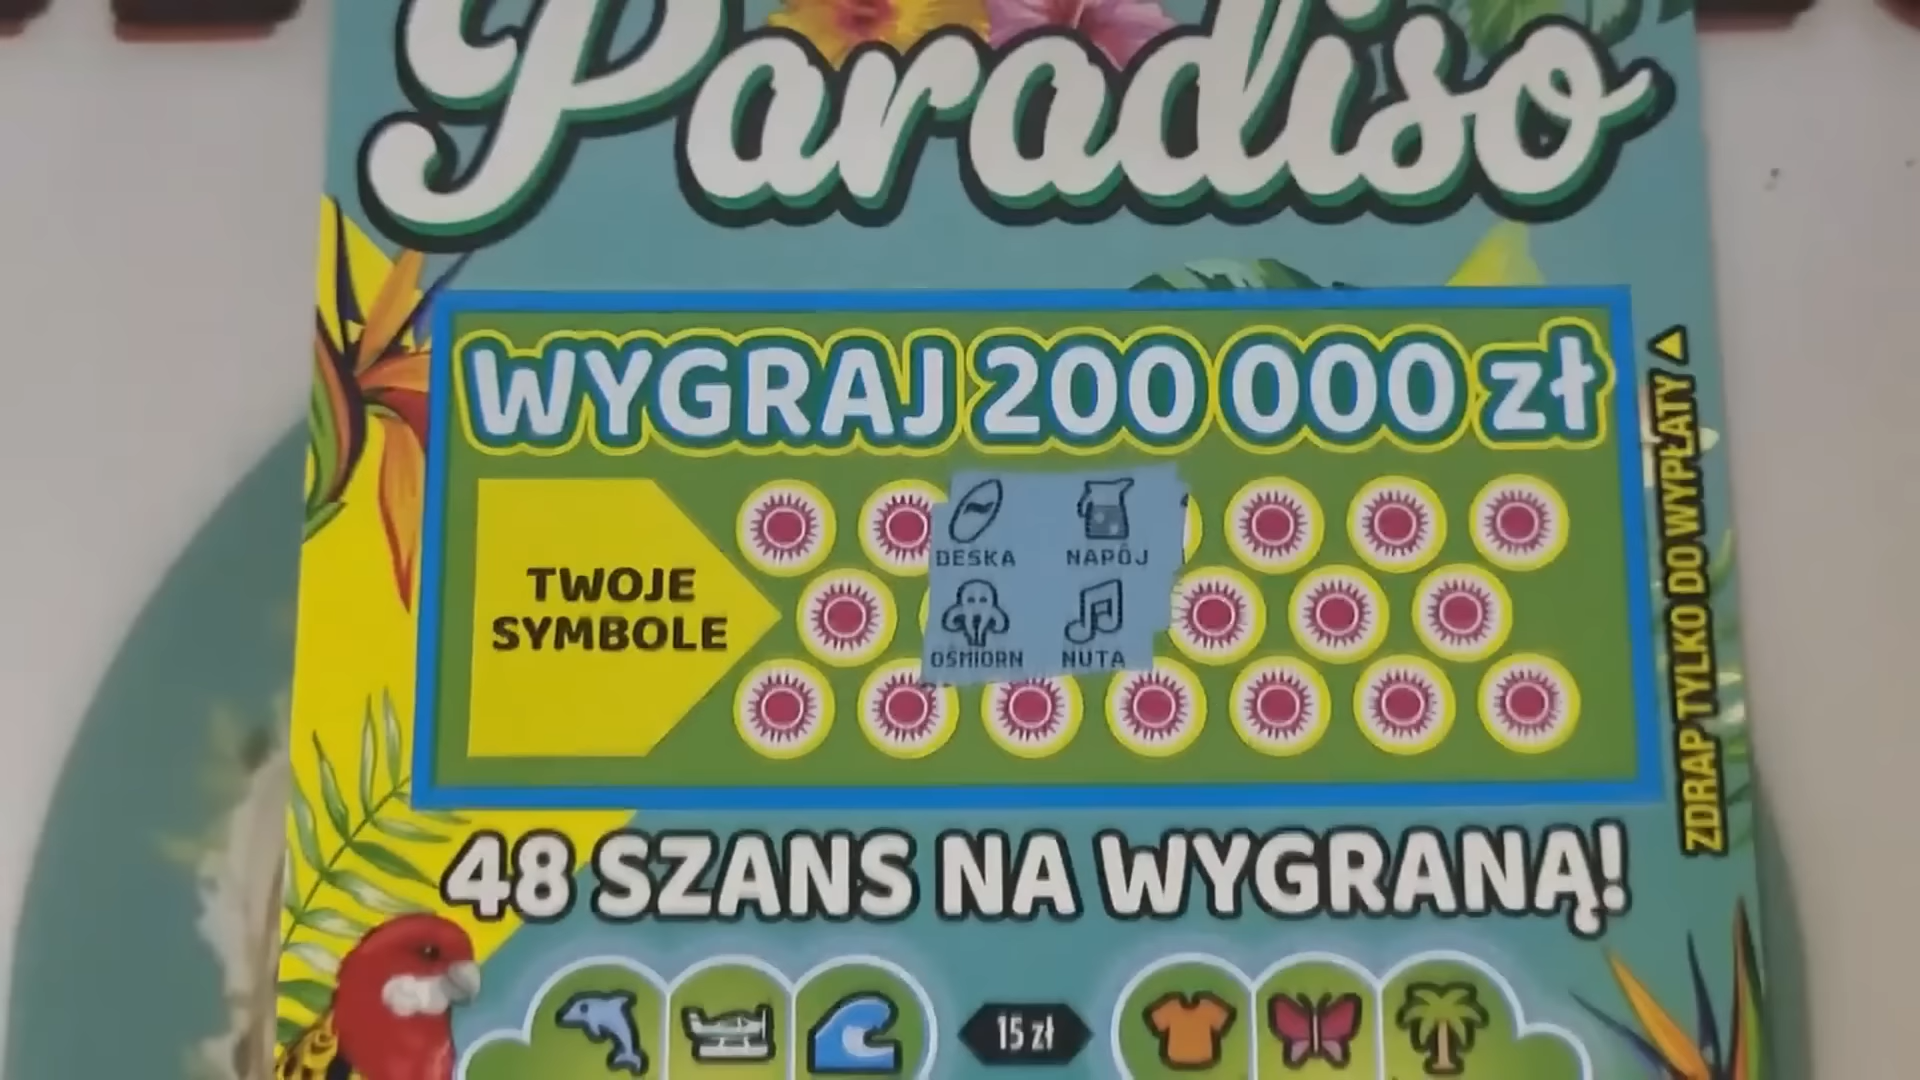 Paradiso
WYGRAJ 200 000 zł
TWOJE
SYMBOLE
DESKA
NAPÓJ
OŚMIORN
NUTA
ZDRAP TYLKO DO WYPŁATY
48 SZANS NA WYGRANĄ!
15 zł